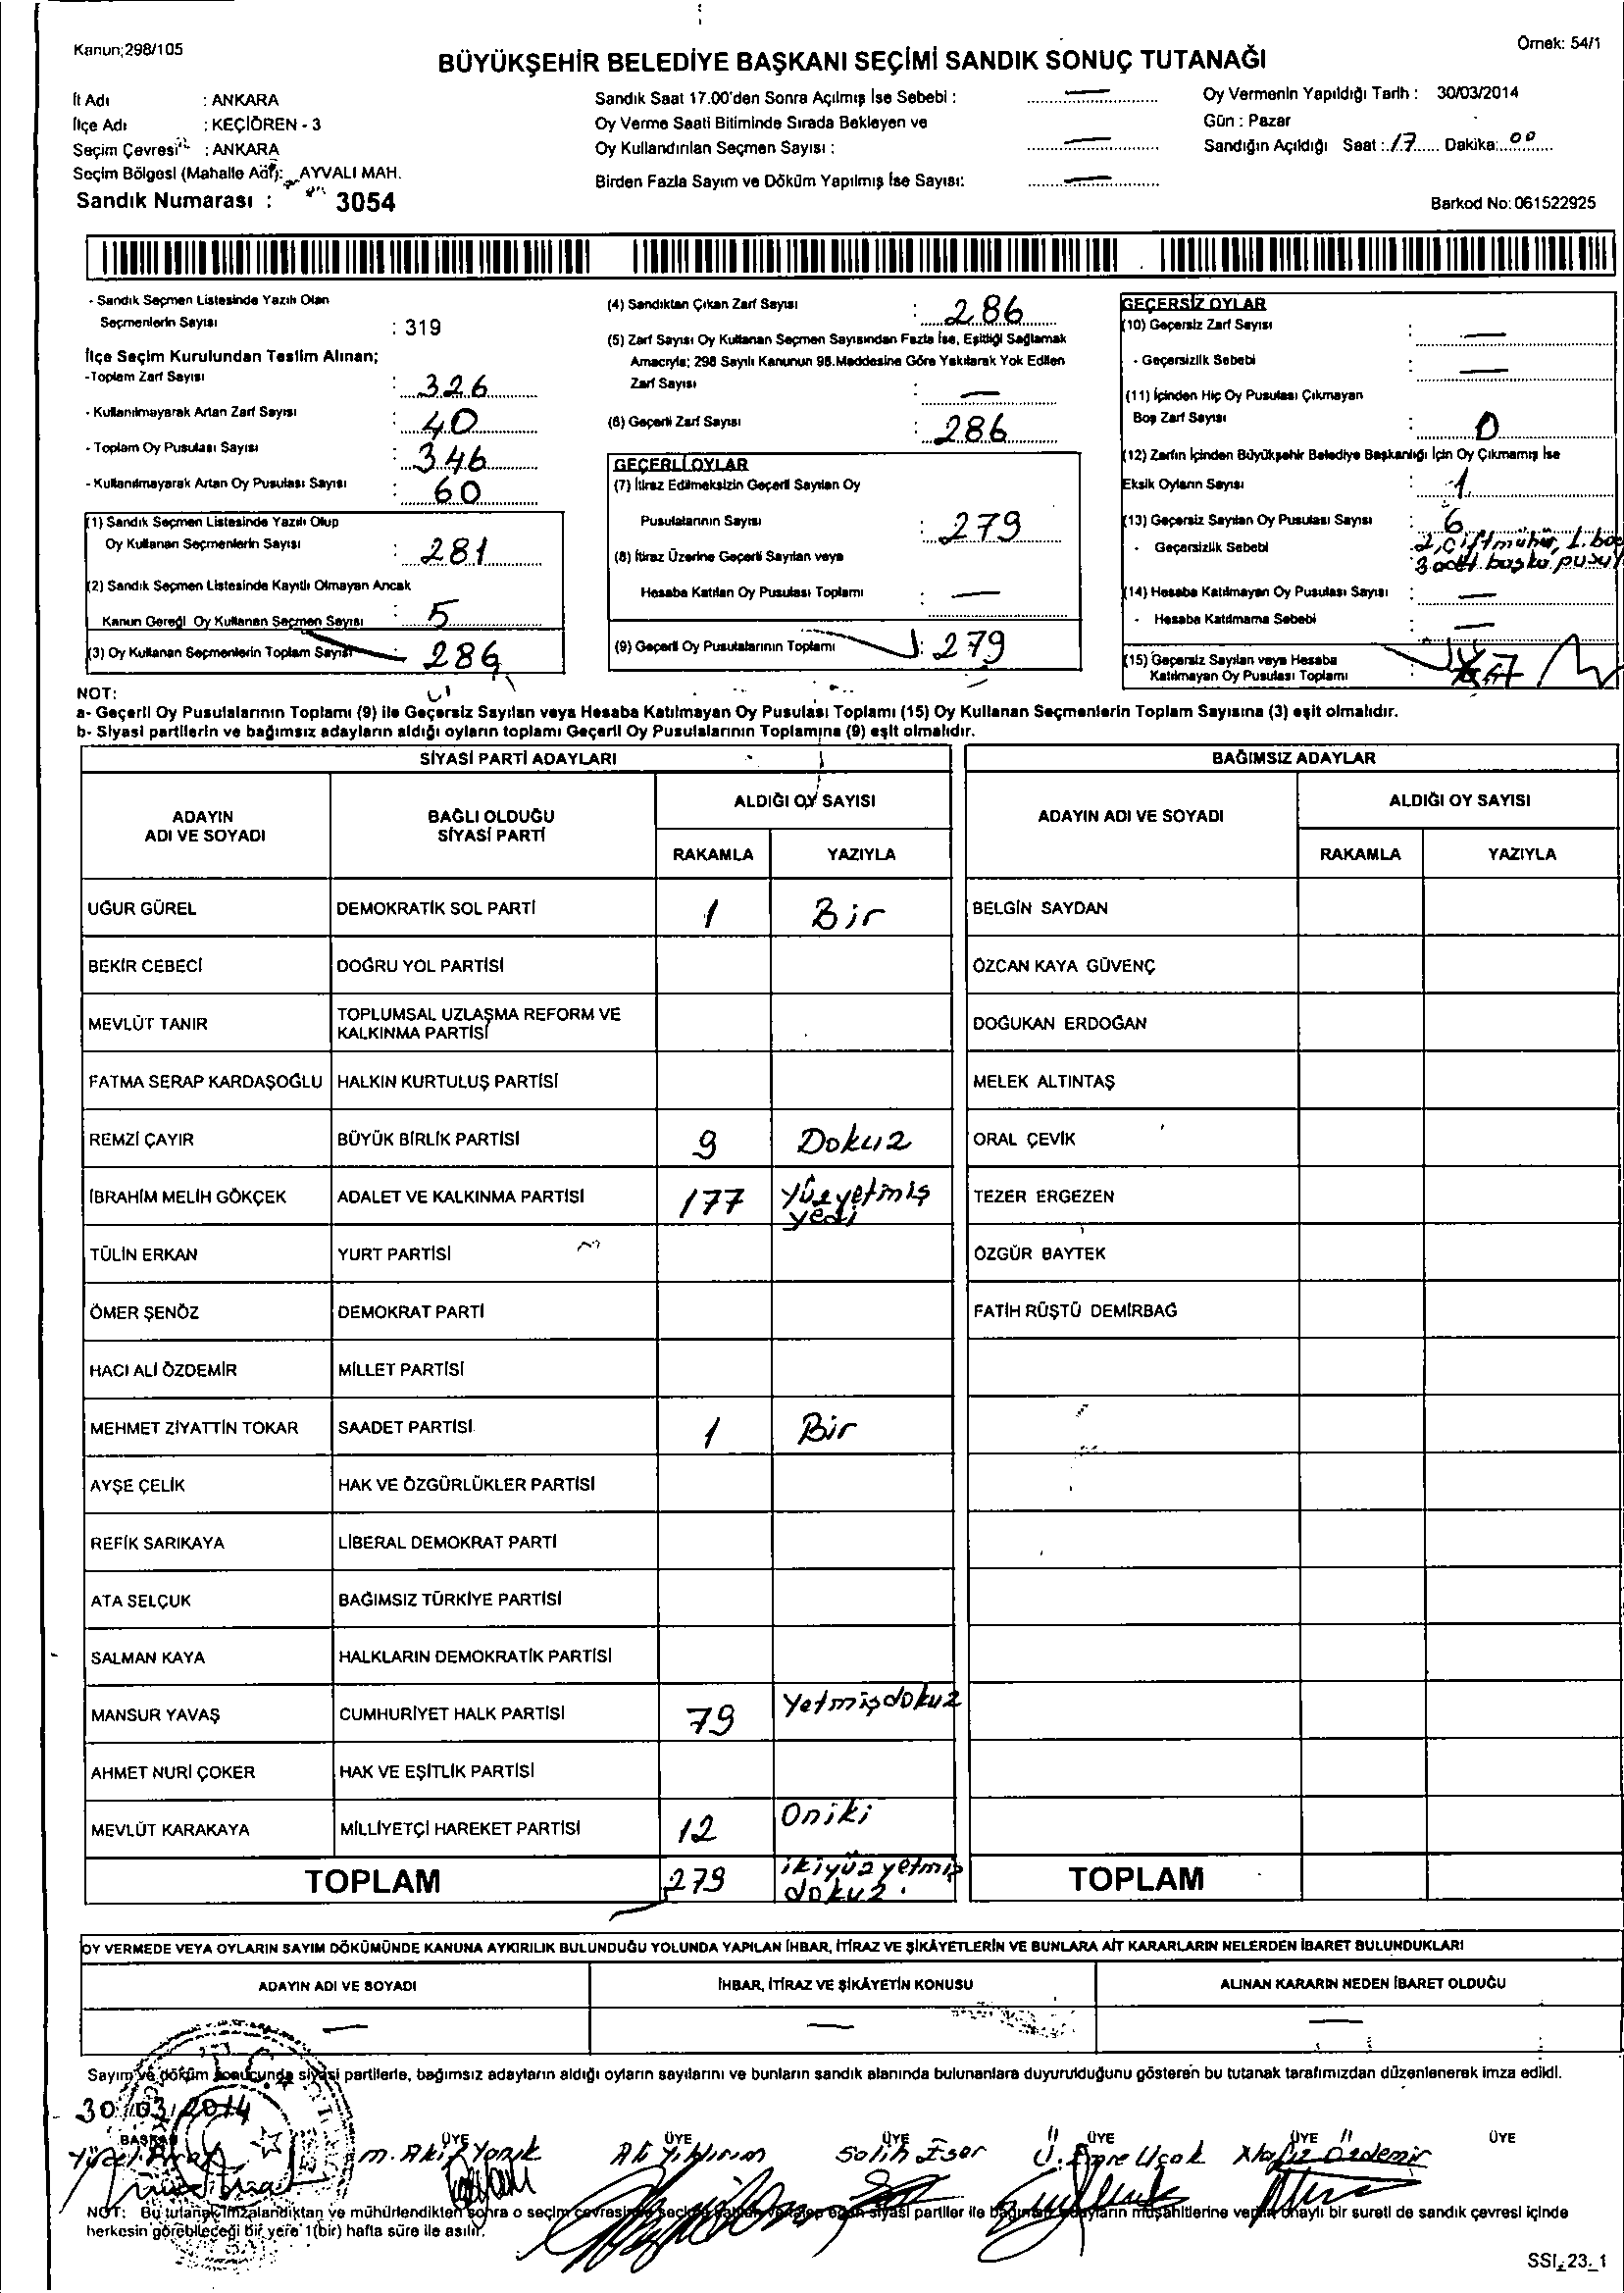 Kanun;298/105
Örnek: 54/1
BÜYÜKŞEHİR BELEDİYE BAŞKANI SEÇİMİ SANDIK SONUÇ TUTANAĞI
İl Adı : ANKARA
İlçe Adı : KEÇİÖREN - 3
Seçim Çevresi : ANKARA
Seçim Bölgesi (Mahalle Adı): AYVALI MAH.
Sandık Numarası : 3054
Sandık Saat 17.00'den Sonra Açılmış İse Sebebi : —
Oy Verme Saati Bitiminde Sırada Bekleyen ve
Oy Kullandırılan Seçmen Sayısı : —
Birden Fazla Sayım ve Döküm Yapılmış İse Sayısı: —
Oy Vermenin Yapıldığı Tarih : 30/03/2014
Gün : Pazar
Sandığın Açıldığı Saat : 17 Dakika: 00
Barkod No: 061522925
- Sandık Seçmen Listesinde Yazılı Olan
Seçmenlerin Sayısı : 319
İlçe Seçim Kurulundan Teslim Alınan;
-Toplam Zarf Sayısı : 326
- Kullanılmayarak Artan Zarf Sayısı : 40
- Toplam Oy Pusulası Sayısı : 346
- Kullanılmayarak Artan Oy Pusulası Sayısı : 60
(1) Sandık Seçmen Listesinde Yazılı Olup
Oy Kullanan Seçmenlerin Sayısı : 281
(2) Sandık Seçmen Listesinde Kayıtlı Olmayan Ancak
Kanun Gereği Oy Kullanan Seçmen Sayısı : 5
(3) Oy Kullanan Seçmenlerin Toplam Sayısı 286
(4) Sandıktan Çıkan Zarf Sayısı : 286
(5) Zarf Sayısı Oy Kullanan Seçmen Sayısından Fazla İse, Eşitliği Sağlamak
Amacıyla; 298 Sayılı Kanunun 98.Maddesine Göre Yakılarak Yok Edilen
Zarf Sayısı : —
(6) Geçerli Zarf Sayısı : 286
GEÇERLİ OYLAR
(7) İtiraz Edilmeksizin Geçerli Sayılan Oy
Pusulalarının Sayısı : 279
(8) İtiraz Üzerine Geçerli Sayılan veya
Hesaba Katılan Oy Pusulası Toplamı : —
(9) Geçerli Oy Pusulalarının Toplamı : 279
GEÇERSİZ OYLAR
(10) Geçersiz Zarf Sayısı : —
- Geçersizlik Sebebi : —
(11) İçinden Hiç Oy Pusulası Çıkmayan
Boş Zarf Sayısı : 0
(12) Zarfın İçinden Büyükşehir Belediye Başkanlığı İçin Oy Çıkmamış İse
Eksik Oyların Sayısı : 1
(13) Geçersiz Sayılan Oy Pusulası Sayısı : 6
- Geçersizlik Sebebi : 2, çift mühür, 1. boş
3 adet başka pusu
(14) Hesaba Katılmayan Oy Pusulası Sayısı : —
- Hesaba Katılmama Sebebi : —
(15) Geçersiz Sayılan veya Hesaba
Katılmayan Oy Pusulası Toplamı : 7
NOT:
a- Geçerli Oy Pusulalarının Toplamı (9) ile Geçersiz Sayılan veya Hesaba Katılmayan Oy Pusulası Toplamı (15) Oy Kullanan Seçmenlerin Toplam Sayısına (3) eşit olmalıdır.
b- Siyasi partilerin ve bağımsız adayların aldığı oyların toplamı Geçerli Oy Pusulalarının Toplamına (9) eşit olmalıdır.
SİYASİ PARTİ ADAYLARI
ADAYIN
ADI VE SOYADI
BAĞLI OLDUĞU
SİYASİ PARTİ
ALDIĞI OY SAYISI
RAKAMLA YAZIYLA
BAĞIMSIZ ADAYLAR
ADAYIN ADI VE SOYADI
ALDIĞI OY SAYISI
RAKAMLA YAZIYLA
UĞUR GÜREL DEMOKRATİK SOL PARTİ 1 Bir BELGİN SAYDAN
BEKİR CEBECİ DOĞRU YOL PARTİSİ ÖZCAN KAYA GÜVENÇ
MEVLÜT TANIR TOPLUMSAL UZLAŞMA REFORM VE
KALKINMA PARTİSİ DOĞUKAN ERDOĞAN
FATMA SERAP KARDAŞOĞLU HALKIN KURTULUŞ PARTİSİ MELEK ALTINTAŞ
REMZİ ÇAYIR BÜYÜK BİRLİK PARTİSİ 9 Dokuz ORAL ÇEVİK
İBRAHİM MELİH GÖKÇEK ADALET VE KALKINMA PARTİSİ 177 Yüzyetmiş
yedi TEZER ERGEZEN
TÜLİN ERKAN YURT PARTİSİ ÖZGÜR BAYTEK
ÖMER ŞENÖZ DEMOKRAT PARTİ FATİH RÜŞTÜ DEMİRBAĞ
HACI ALİ ÖZDEMİR MİLLET PARTİSİ
MEHMET ZİYATTİN TOKAR SAADET PARTİSİ 1 Bir
AYŞE ÇELİK HAK VE ÖZGÜRLÜKLER PARTİSİ
REFİK SARIKAYA LİBERAL DEMOKRAT PARTİ
ATA SELÇUK BAĞIMSIZ TÜRKİYE PARTİSİ
SALMAN KAYA HALKLARIN DEMOKRATİK PARTİSİ
MANSUR YAVAŞ CUMHURİYET HALK PARTİSİ 79 Yetmişdokuz
AHMET NURİ ÇOKER HAK VE EŞİTLİK PARTİSİ
MEVLÜT KARAKAYA MİLLİYETÇİ HAREKET PARTİSİ 12 Oniki
TOPLAM 279 ikiyüzyetmiş
dokuz. TOPLAM
OY VERMEDE VEYA OYLARIN SAYIM DÖKÜMÜNDE KANUNA AYKIRILIK BULUNDUĞU YOLUNDA YAPILAN İHBAR, İTİRAZ VE ŞİKÂYETLERİN VE BUNLARA AİT KARARLARIN NELERDEN İBARET BULUNDUKLARI
ADAYIN ADI VE SOYADI İHBAR, İTİRAZ VE ŞİKÂYETİN KONUSU ALINAN KARARIN NEDEN İBARET OLDUĞU
— — —
Sayım ve döküm sonucunda siyasi partilerle, bağımsız adayların aldığı oyların sayılarını ve bunların sandık alanında bulunanlara duyurulduğunu gösteren bu tutanak tarafımızdan düzenlenerek imza edildi.
T.C.
30/03/2014
BAŞKAN ÜYE ÜYE ÜYE ÜYE ÜYE ÜYE
M. Akif Yanık Ali Yıldırım Salih Eser Ü. Emre Uçak Hafız Özdemir
NOT: Bu tutanak imzalandıktan ve mühürlendikten sonra o seçim çevresinde seçime katılan ve talep eden siyasi partiler ile bağımsız adayların müşahitlerine verilir onaylı bir sureti de sandık çevresi içinde
herkesin görebileceği bir yere 1(bir) hafta süre ile asılır.
SSI_23_1